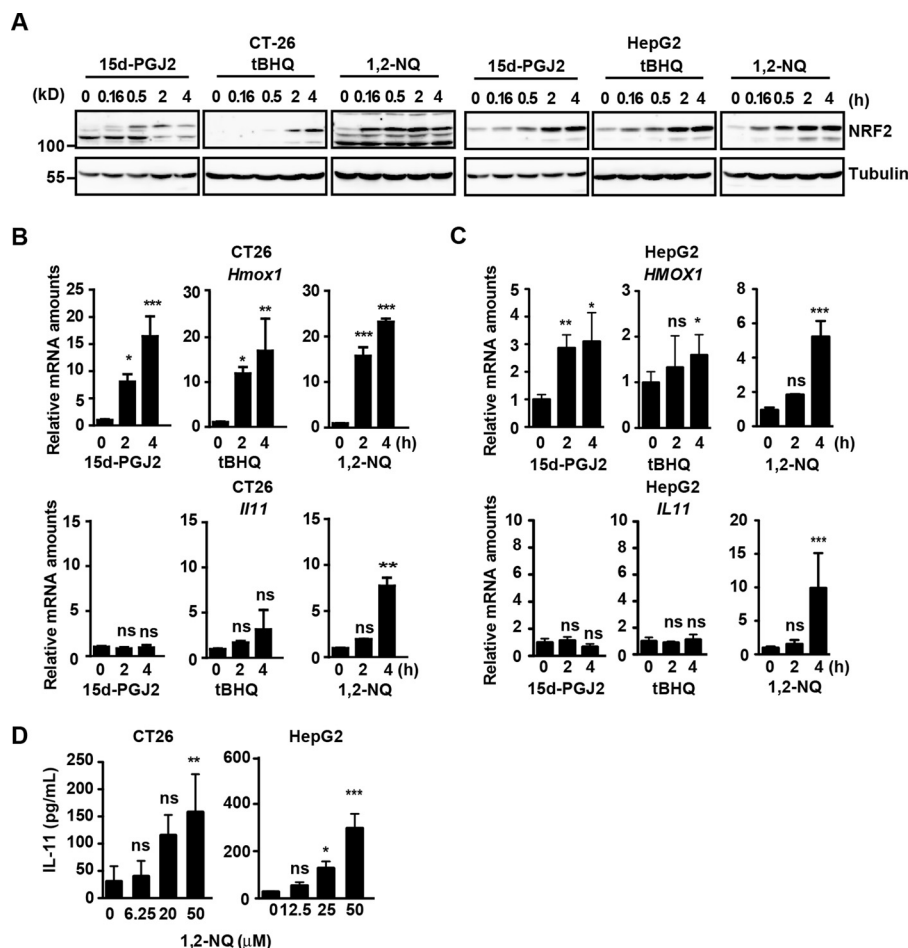 A
CT-26
HepG2
15d-PGJ2 tBHQ 1,2-NQ 15d-PGJ2 tBHQ 1,2-NQ
(kD) 0 0.16 0.5 2 4 0 0.16 0.5 2 4 0 0.16 0.5 2 4 0 0.16 0.5 2 4 0 0.16 0.5 2 4 0 0.16 0.5 2 4 (h)
100
NRF2
55
Tubulin
B
CT26
Hmox1
Relative mRNA amounts
25
20
15
10
5
0
* ***
0 2 4
15d-PGJ2
30
20
10
0
* **
0 2 4
tBHQ
30
20
10
0
*** ***
0 2 4 (h)
1,2-NQ
CT26
Il11
Relative mRNA amounts
15
10
5
0
ns ns
0 2 4
15d-PGJ2
15
10
5
0
ns ns
0 2 4
tBHQ
15
10
5
0
ns **
0 2 4 (h)
1,2-NQ
C
HepG2
HMOX1
Relative mRNA amounts
5
4
3
2
1
0
** *
0 2 4
15d-PGJ2
3
2
1
0
ns *
0 2 4
tBHQ
8
6
4
2
0
ns ***
0 2 4 (h)
1,2-NQ
HepG2
IL11
Relative mRNA amounts
10
8
6
4
2
0
ns ns
0 2 4
15d-PGJ2
10
8
6
4
2
0
ns ns
0 2 4
tBHQ
20
15
10
5
0
ns ***
0 2 4 (h)
1,2-NQ
D
CT26
IL-11 (pg/mL)
250
200
150
100
50
0
ns ns **
0 6.25 20 50
HepG2
600
400
200
0
ns * ***
0 12.5 25 50
1,2-NQ (μM)